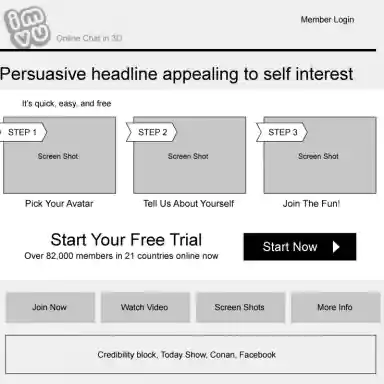 imvu
Member Login
Online Chat in 3D
Persuasive headline appealing to self interest
It's quick, easy, and free
STEP 1
STEP 2
STEP 3
Screen Shot
Screen Shot
Screen Shot
Pick Your Avatar
Tell Us About Yourself
Join The Fun!
Start Your Free Trial
Over 82,000 members in 21 countries online now
Start Now
Join Now
Watch Video
Screen Shots
More Info
Credibility block, Today Show, Conan, Facebook